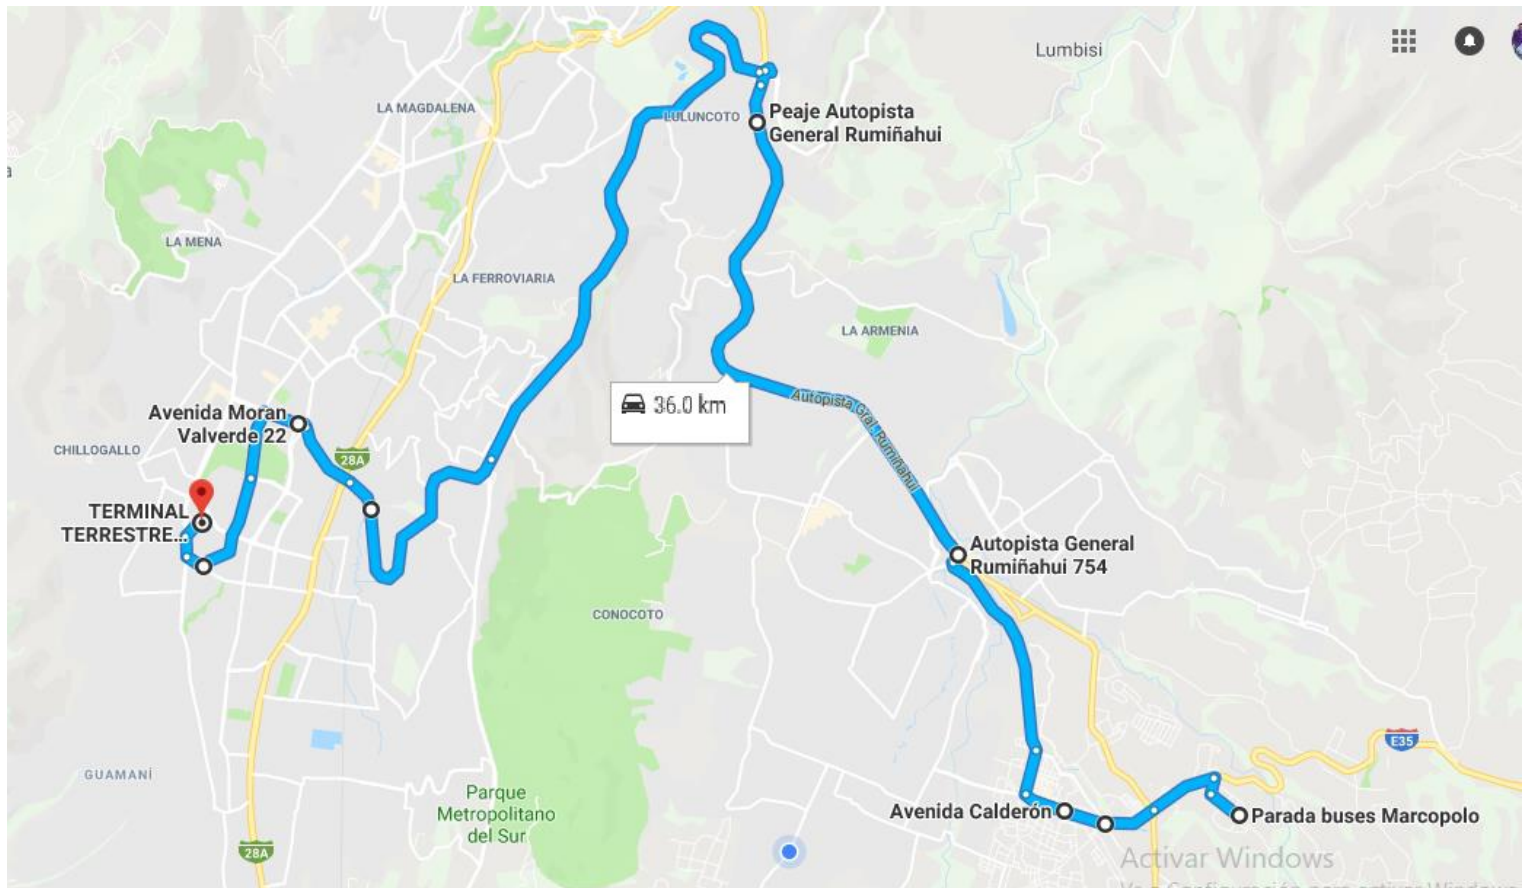 Lumbisi
LA MAGDALENA
LULUNCOTO
Peaje Autopista
General Rumiñahui
LA MENA
LA FERROVIARIA
LA ARMENIA
36.0 km
Autopista Gral. Rumiñahui
Avenida Moran
Valverde 22
CHILLOGALLO
28A
TERMINAL
TERRESTRE...
Autopista General
Rumiñahui 754
CONOCOTO
E35
GUAMANÍ
Parque
Metropolitano
del Sur
Avenida Calderón
Parada buses Marcopolo
28A
Activar Windows